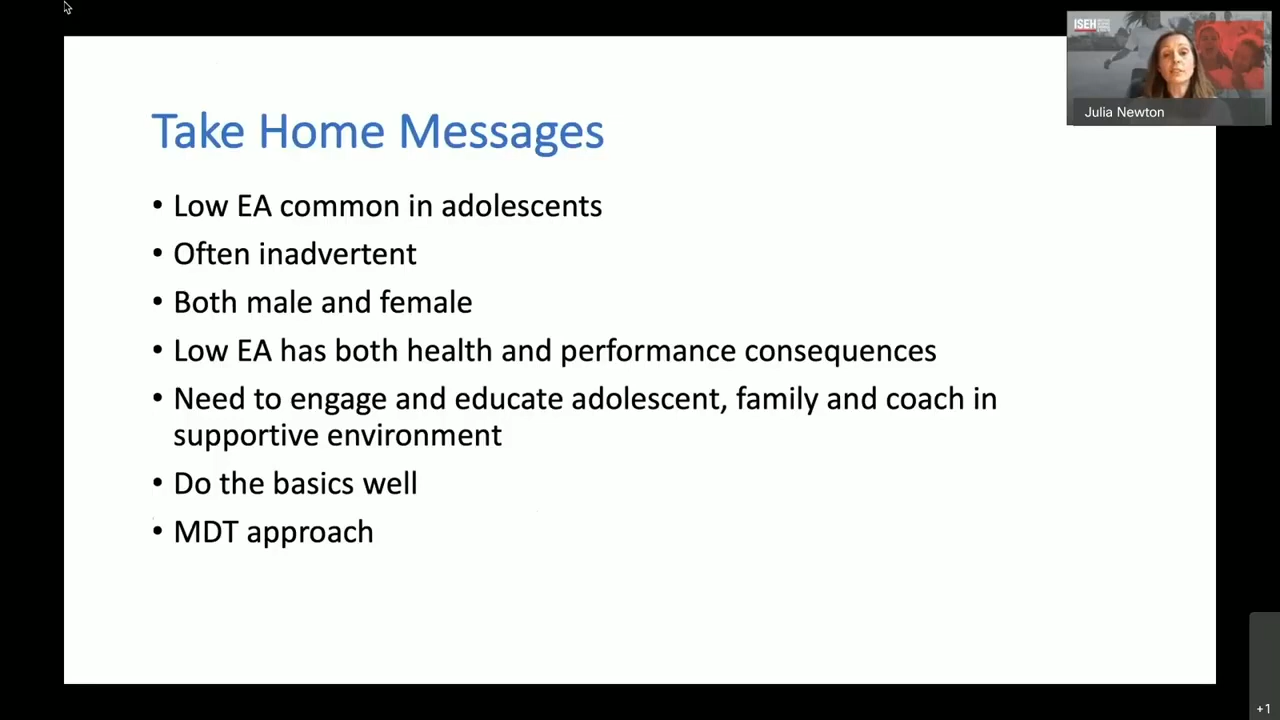 ISEH
Julia Newton
Take Home Messages
• Low EA common in adolescents
• Often inadvertent
• Both male and female
• Low EA has both health and performance consequences
• Need to engage and educate adolescent, family and coach in
supportive environment
• Do the basics well
• MDT approach
+1